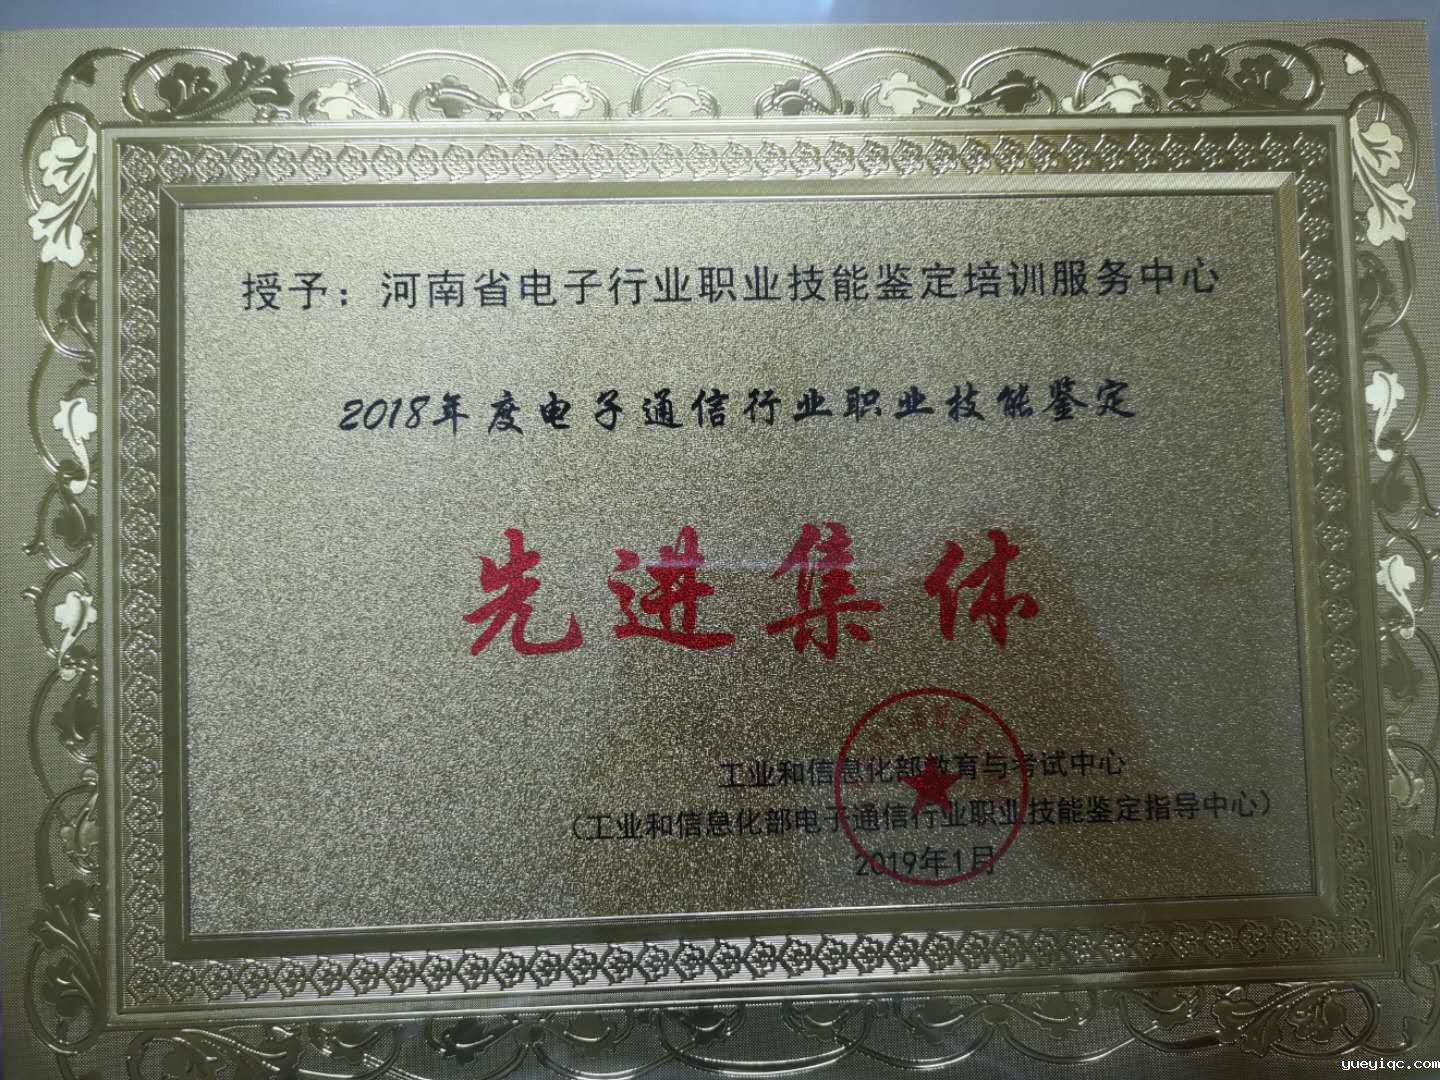 授予：河南省电子行业职业技能鉴定培训服务中心
2018年度电子通信行业职业技能鉴定
先进集体
工业和信息化部教育与考试中心
（工业和信息化部电子通信行业职业技能鉴定指导中心）
2019年1月
yueyiqc.com